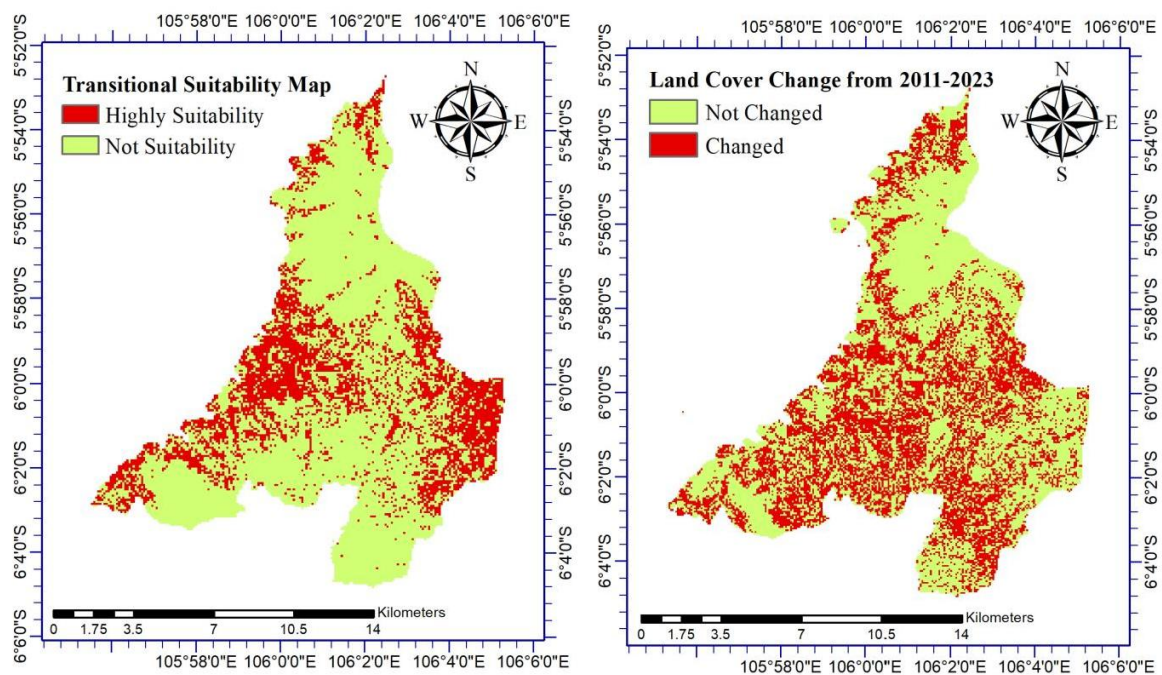 105°58'0"E 106°0'0"E 106°2'0"E 106°4'0"E 106°6'0"E
5°52'0"S
5°54'0"S
5°56'0"S
5°58'0"S
6°0'0"S
6°2'0"S
6°4'0"S
6°6'0"S
Transitional Suitability Map
Highly Suitability
Not Suitability
N
W E
S
Kilometers
0 1.75 3.5 7 10.5 14
105°58'0"E 106°0'0"E 106°2'0"E 106°4'0"E 106°6'0"E
105°58'0"E 106°0'0"E 106°2'0"E 106°4'0"E 106°6'0"E
5°52'0"S
5°54'0"S
5°56'0"S
5°58'0"S
6°0'0"S
6°2'0"S
6°4'0"S
Land Cover Change from 2011-2023
Not Changed
Changed
N
W E
S
Kilometers
0 1.75 3.5 7 10.5 14
105°58'0"E 106°0'0"E 106°2'0"E 106°4'0"E 106°6'0"E